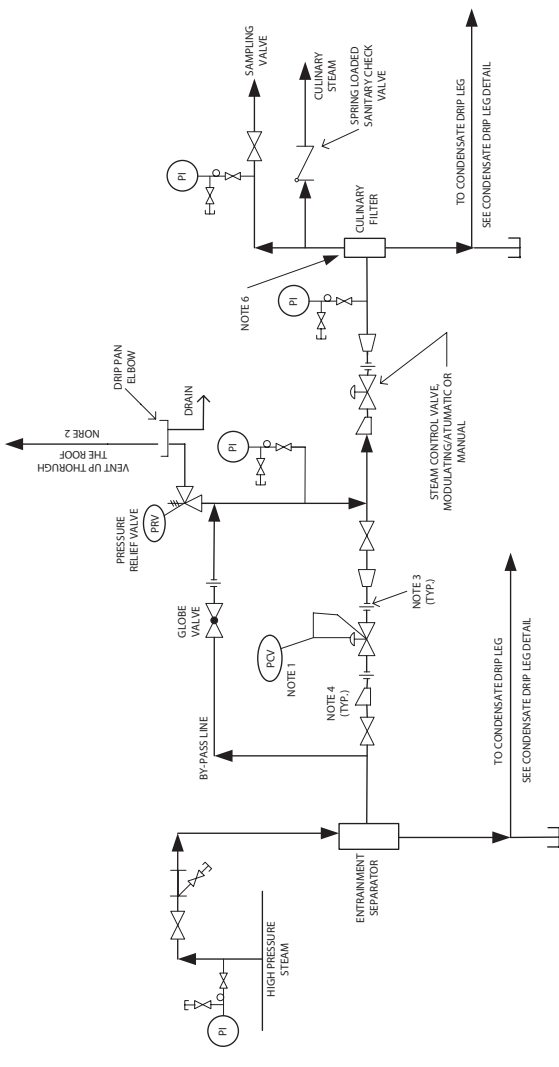 PI
HIGH PRESSURE
STEAM
ENTRAINMENT
SEPARATOR
TO CONDENSATE DRIP LEG
SEE CONDENSATE DRIP LEG DETAIL
BY-PASS LINE
GLOBE
VALVE
NOTE 4
(TYP.)
PCV
NOTE 1
NOTE 3
(TYP.)
PRESSURE
RELIEF VALVE
PRV
VENT UP THORUGH
THE ROOF
NORE 2
DRIP PAN
ELBOW
DRAIN
PI
STEAM CONTROL VALVE,
MODULATING/ATUMATIC OR
MANUAL
PI
NOTE 6
CULINARY
FILTER
PI
SAMPLING
VALVE
CULINARY
STEAM
SPRING LOADED
SANITARY CHECK
VALVE
TO CONDENSATE DRIP LEG
SEE CONDENSATE DRIP LEG DETAIL